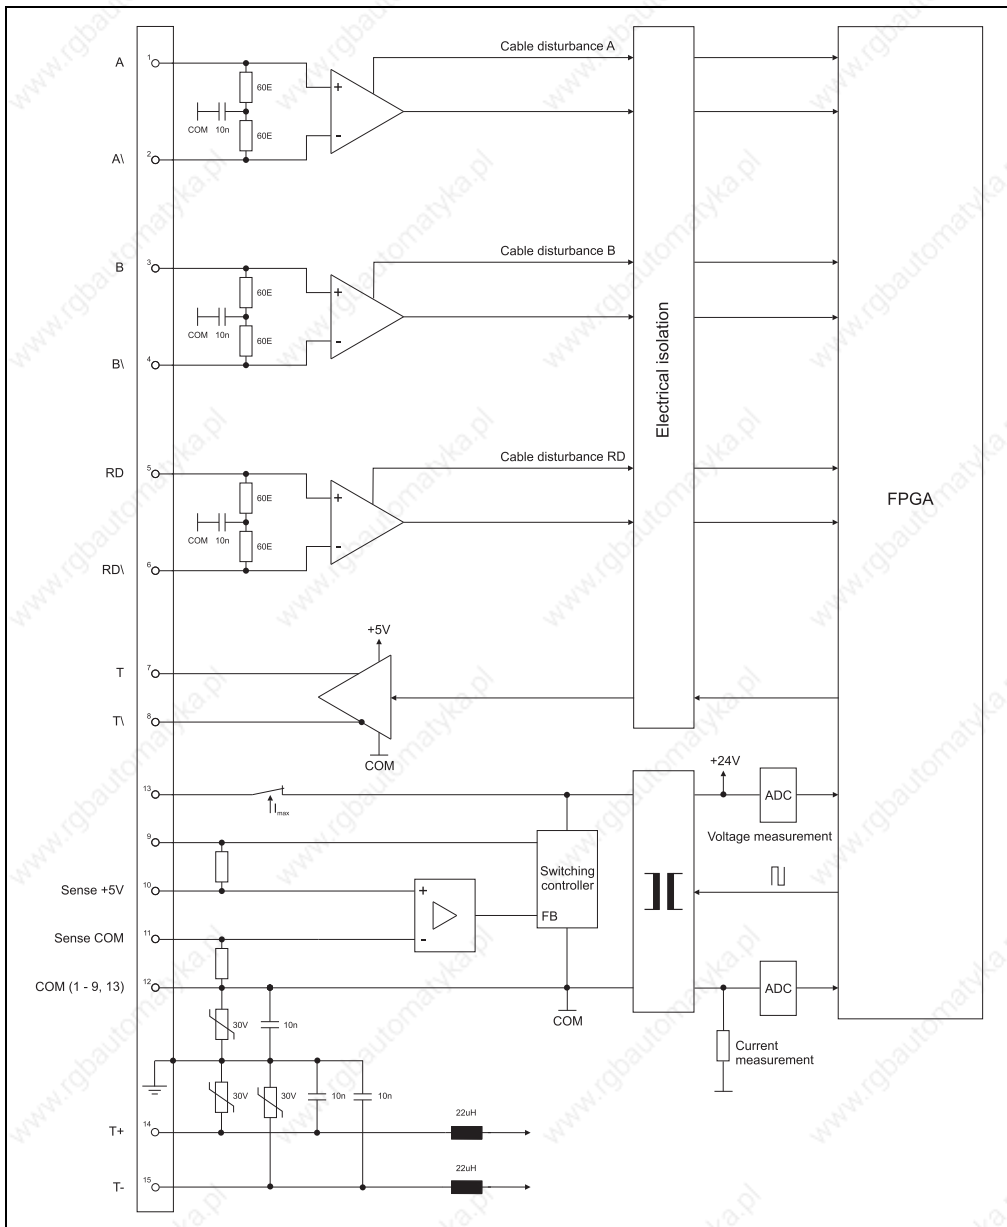 Cable disturbance A
A
1
+
60E
COM
10n
60E
-
A\
2
Cable disturbance B
B
3
+
60E
COM
10n
60E
-
B\
4
Electrical isolation
FPGA
Cable disturbance RD
RD
5
+
60E
COM
10n
60E
-
RD\
6
+5V
T
7
T\
8
COM
+24V
13
Imax
ADC
Voltage measurement
9
Switching
controller
Sense +5V
10
+
FB
Sense COM
11
-
COM (1 - 9, 13)
12
ADC
COM
30V
10n
Current
measurement
30V
30V
10n
10n
T+
14
22uH
T-
15
22uH
www.rgbautomatyka.pl